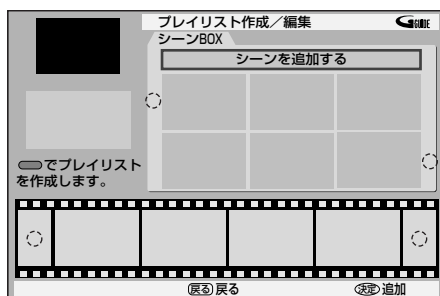 プレイリスト作成／編集
G GUIDE
シーンBOX
シーンを追加する
でプレイリスト
を作成します。
戻る 戻る
決定 追加